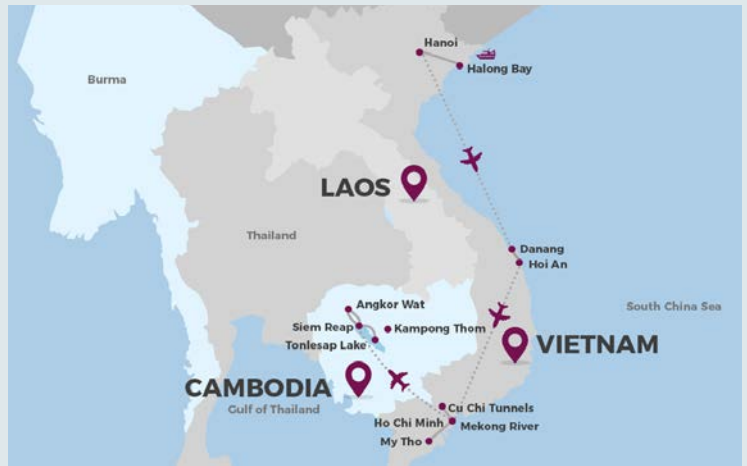 Hanoi
Halong Bay
Burma
LAOS
Thailand
Danang
Hoi An
Angkor Wat
South China Sea
Siem Reap
Kampong Thom
Tonlesap Lake
VIETNAM
CAMBODIA
Gulf of Thailand
Cu Chi Tunnels
Ho Chi Minh
Mekong River
My Tho